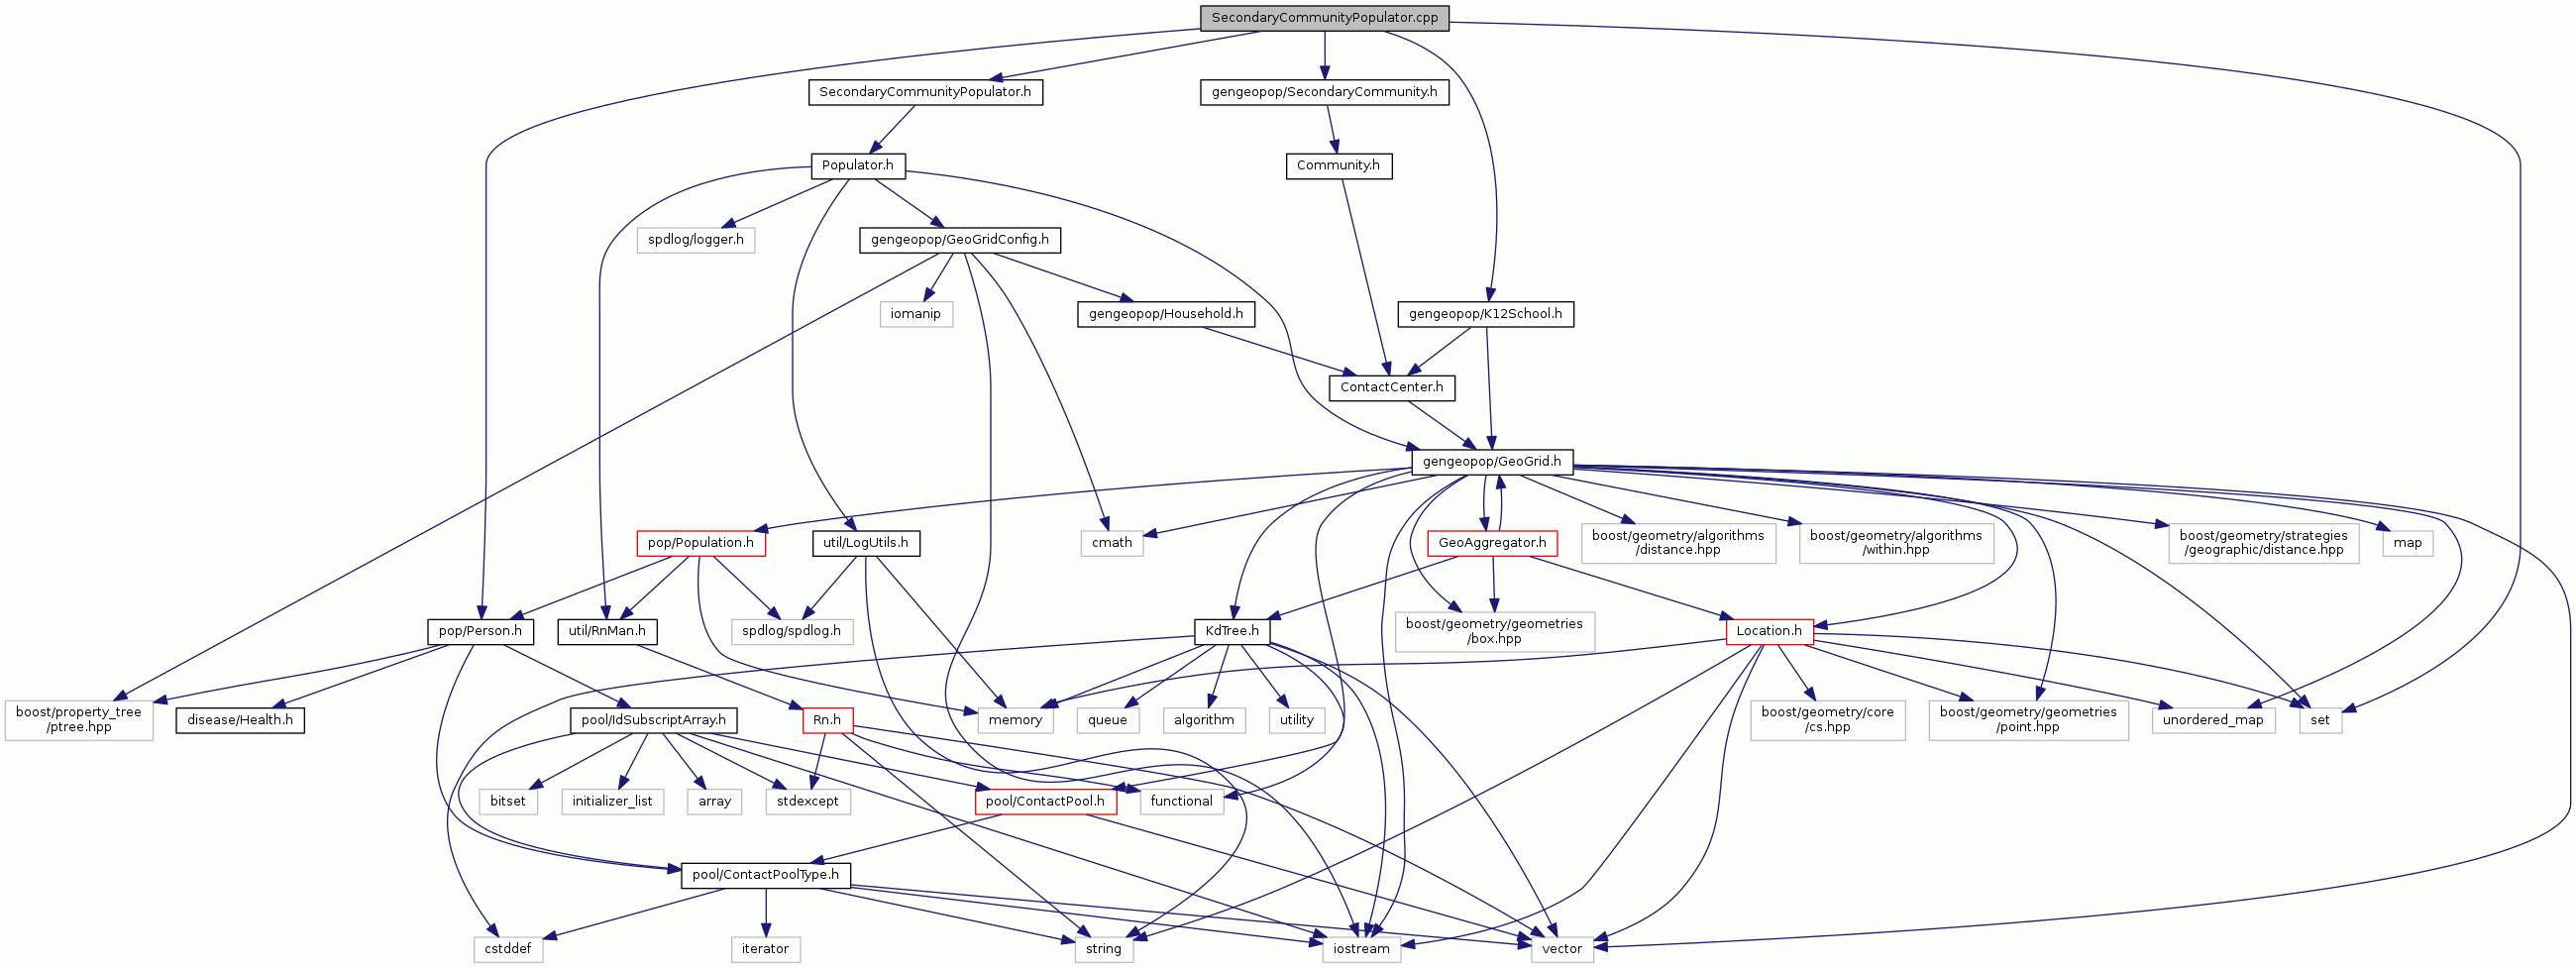 SecondaryCommunityPopulator.cpp
SecondaryCommunityPopulator.h
gengeopop/SecondaryCommunity.h
Populator.h
Community.h
spdlog/logger.h
gengeopop/GeoGridConfig.h
iomanip
gengeopop/Household.h
gengeopop/K12School.h
ContactCenter.h
gengeopop/GeoGrid.h
pop/Population.h
util/LogUtils.h
cmath
GeoAggregator.h
boost/geometry/algorithms
/distance.hpp
boost/geometry/algorithms
/within.hpp
boost/geometry/strategies
/geographic/distance.hpp
map
pop/Person.h
util/RnMan.h
spdlog/spdlog.h
KdTree.h
boost/geometry/geometries
/box.hpp
Location.h
boost/property_tree
/ptree.hpp
disease/Health.h
pool/IdSubscriptArray.h
Rn.h
memory
queue
algorithm
utility
boost/geometry/core
/cs.hpp
boost/geometry/geometries
/point.hpp
unordered_map
set
bitset
initializer_list
array
stdexcept
pool/ContactPool.h
functional
pool/ContactPoolType.h
cstddef
iterator
string
iostream
vector